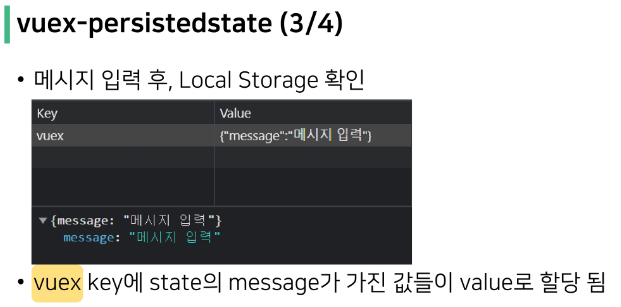 vuex-persistedstate (3/4)
• 메시지 입력 후, Local Storage 확인
Key Value
vuex {"message":"메시지 입력"}
▼{message: "메시지 입력"}
message: "메시지 입력"
• vuex key에 state의 message가 가진 값들이 value로 할당 됨